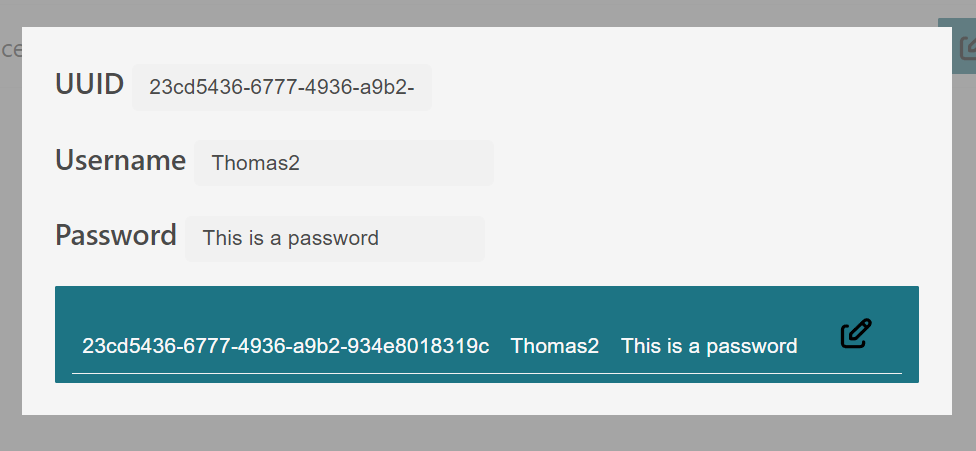 ce
UUID 23cd5436-6777-4936-a9b2-
Username Thomas2
Password This is a password
23cd5436-6777-4936-a9b2-934e8018319c Thomas2 This is a password